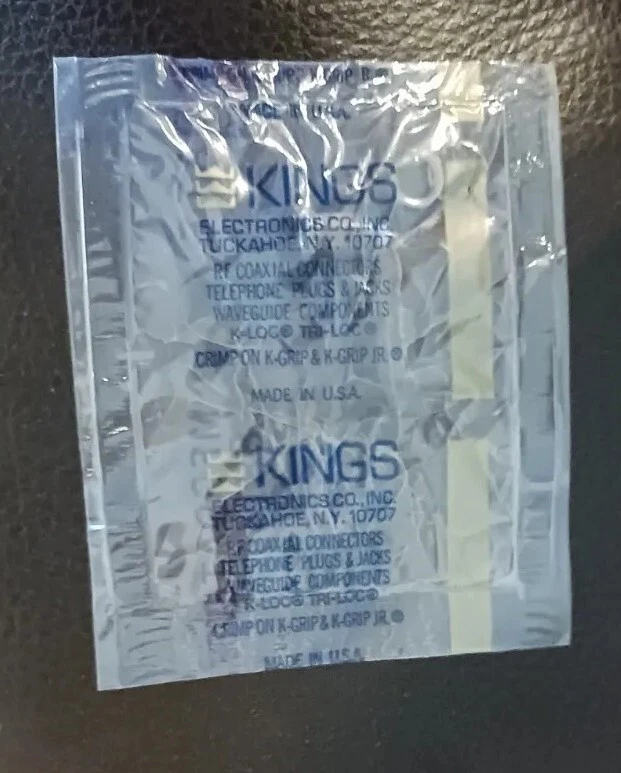 K-GRIP
MADE IN U.S.A.
KINGS
ELECTRONICS CO., INC.
TUCKAHOE, N.Y. 10707
RF COAXIAL CONNECTORS
TELEPHONE PLUGS & JACKS
WAVEGUIDE COMPONENTS
K-LOC® TRI-LOC®
CRIMP ON K-GRIP & K-GRIP JR.®
MADE IN U.S.A.
KINGS
ELECTRONICS CO., INC.
TUCKAHOE, N.Y. 10707
RF COAXIAL CONNECTORS
TELEPHONE PLUGS & JACKS
WAVEGUIDE COMPONENTS
K-LOC® TRI-LOC®
CRIMP ON K-GRIP & K-GRIP JR.®
MADE IN U.S.A.